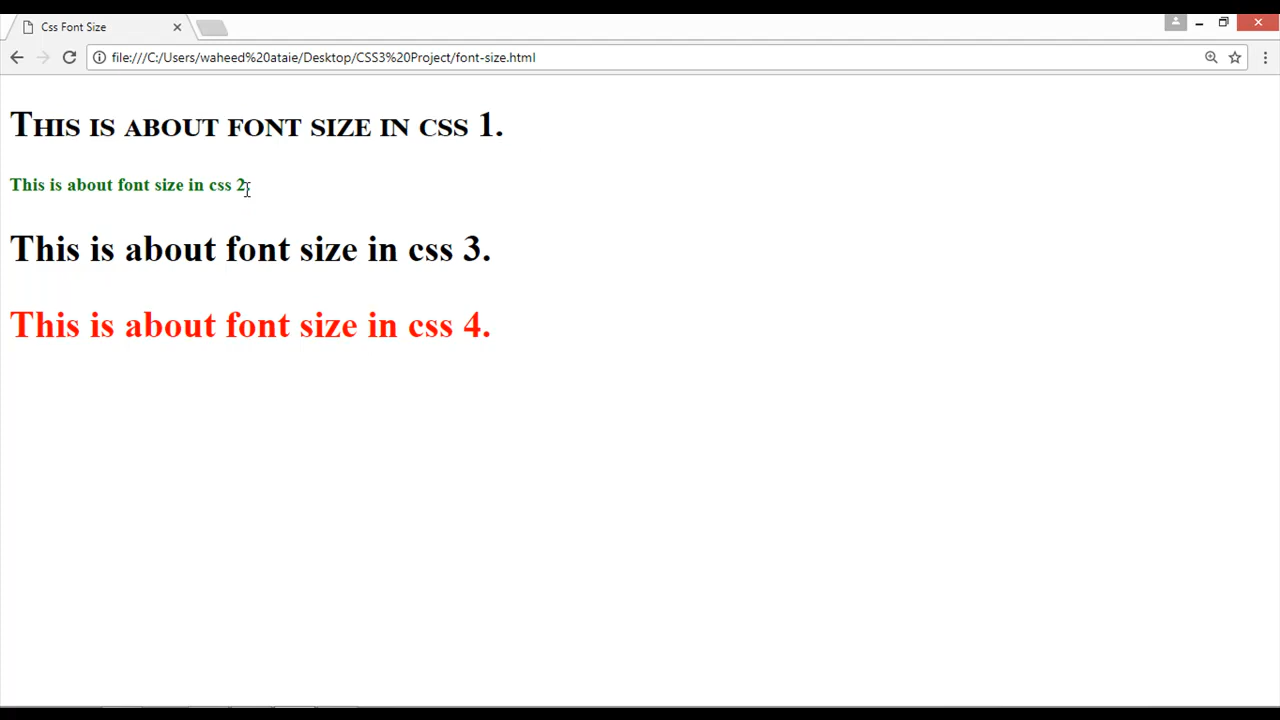 Css Font Size
file:///C:/Users/waheed%20ataie/Desktop/CSS3%20Project/font-size.html
This is about font size in css 1.
This is about font size in css 2.
This is about font size in css 3.
This is about font size in css 4.